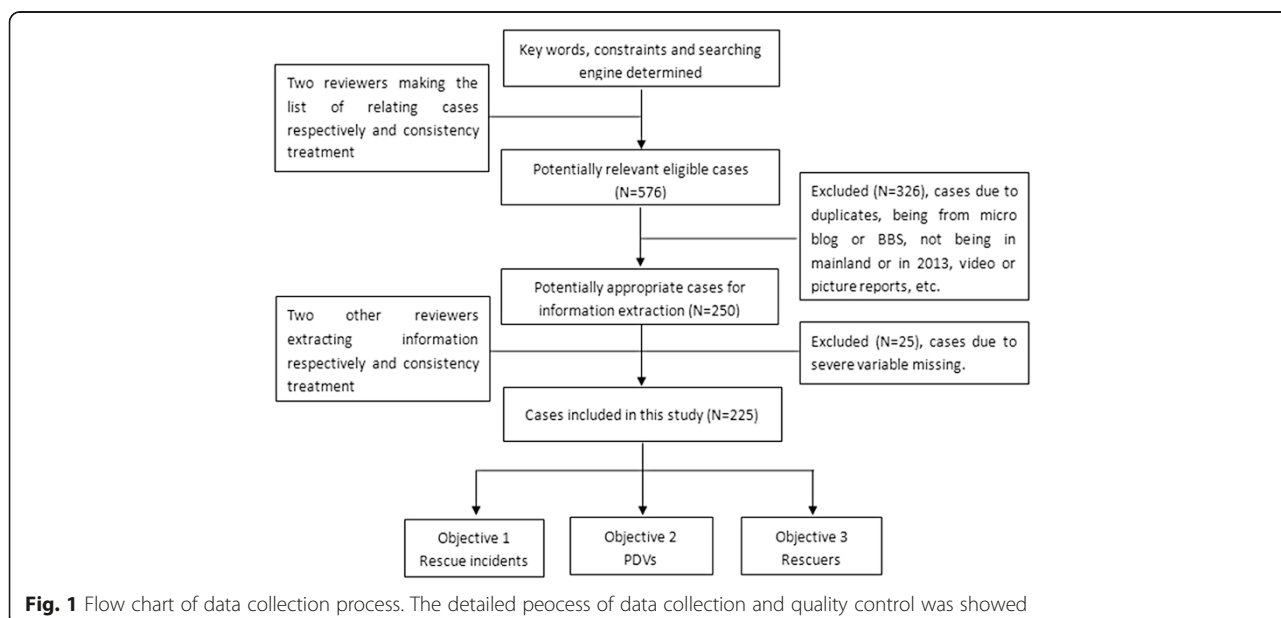 Key words, constraints and searching
engine determined
Two reviewers making the
list of relating cases
respectively and consistency
treatment
Potentially relevant eligible cases
(N=576)
Excluded (N=326), cases due to
duplicates, being from micro
blog or BBS, not being in
mainland or in 2013, video or
picture reports, etc.
Potentially appropriate cases for
information extraction (N=250)
Two other reviewers
extracting information
respectively and consistency
treatment
Excluded (N=25), cases due to
severe variable missing.
Cases included in this study (N=225)
Objective 1
Rescue incidents
Objective 2
PDVs
Objective 3
Rescuers
Fig. 1 Flow chart of data collection process. The detailed peocess of data collection and quality control was showed